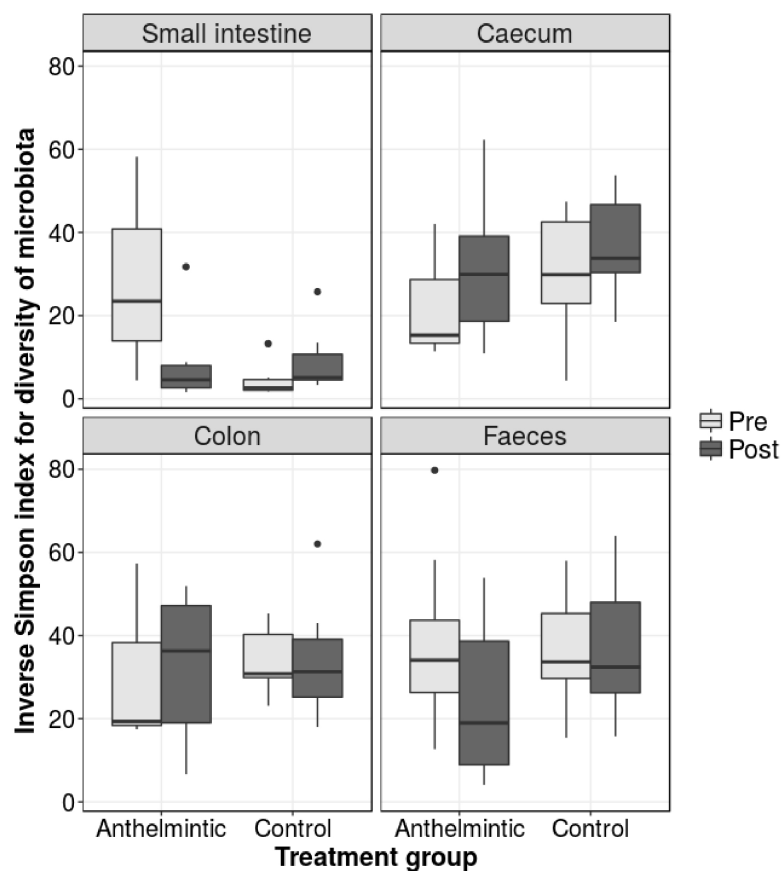 Small intestine
Caecum
80
60
40
20
0
Colon
Faeces
80
60
40
20
0
Anthelmintic
Control
Anthelmintic
Control
Treatment group
Inverse Simpson index for diversity of microbiota
Pre
Post